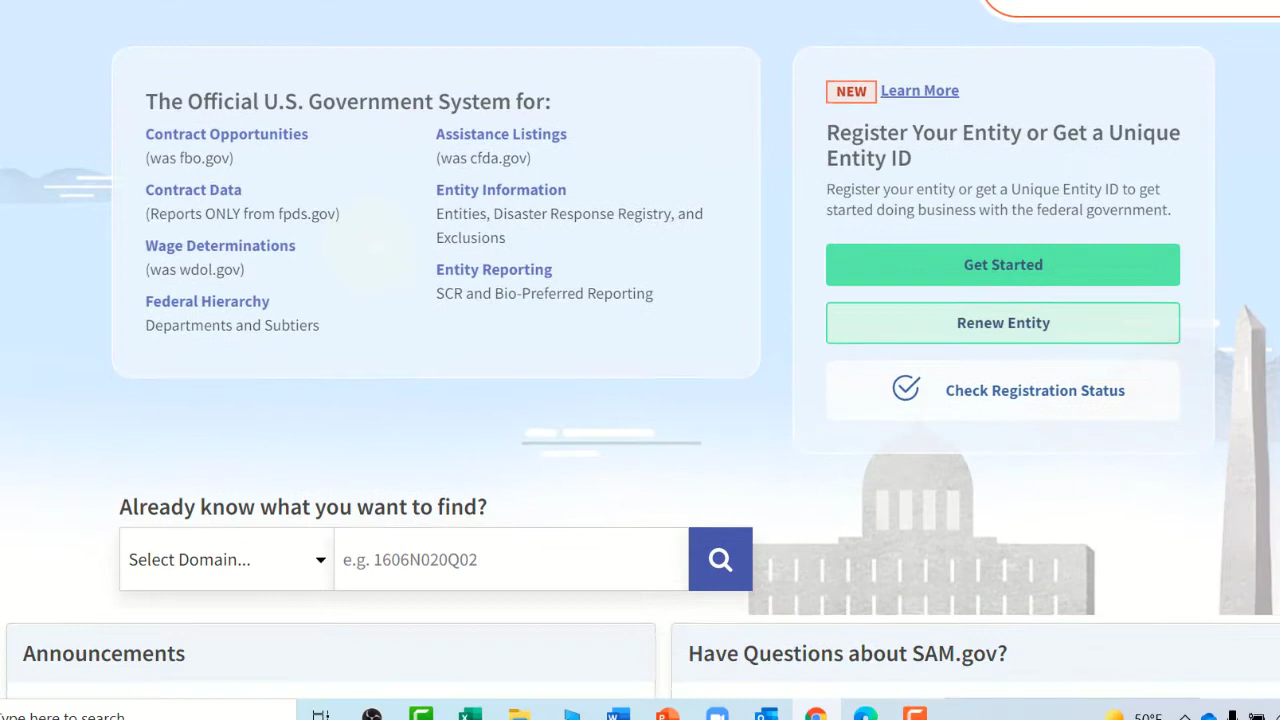 The Official U.S. Government System for:
Contract Opportunities
(was fbo.gov)
Contract Data
(Reports ONLY from fpds.gov)
Wage Determinations
(was wdol.gov)
Federal Hierarchy
Departments and Subtiers
Assistance Listings
(was cfda.gov)
Entity Information
Entities, Disaster Response Registry, and
Exclusions
Entity Reporting
SCR and Bio-Preferred Reporting
NEW Learn More
Register Your Entity or Get a Unique
Entity ID
Register your entity or get a Unique Entity ID to get
started doing business with the federal government.
Get Started
Renew Entity
Check Registration Status
Already know what you want to find?
Select Domain... e.g. 1606N020Q02
Announcements
Have Questions about SAM.gov?
Type here to search
50°F